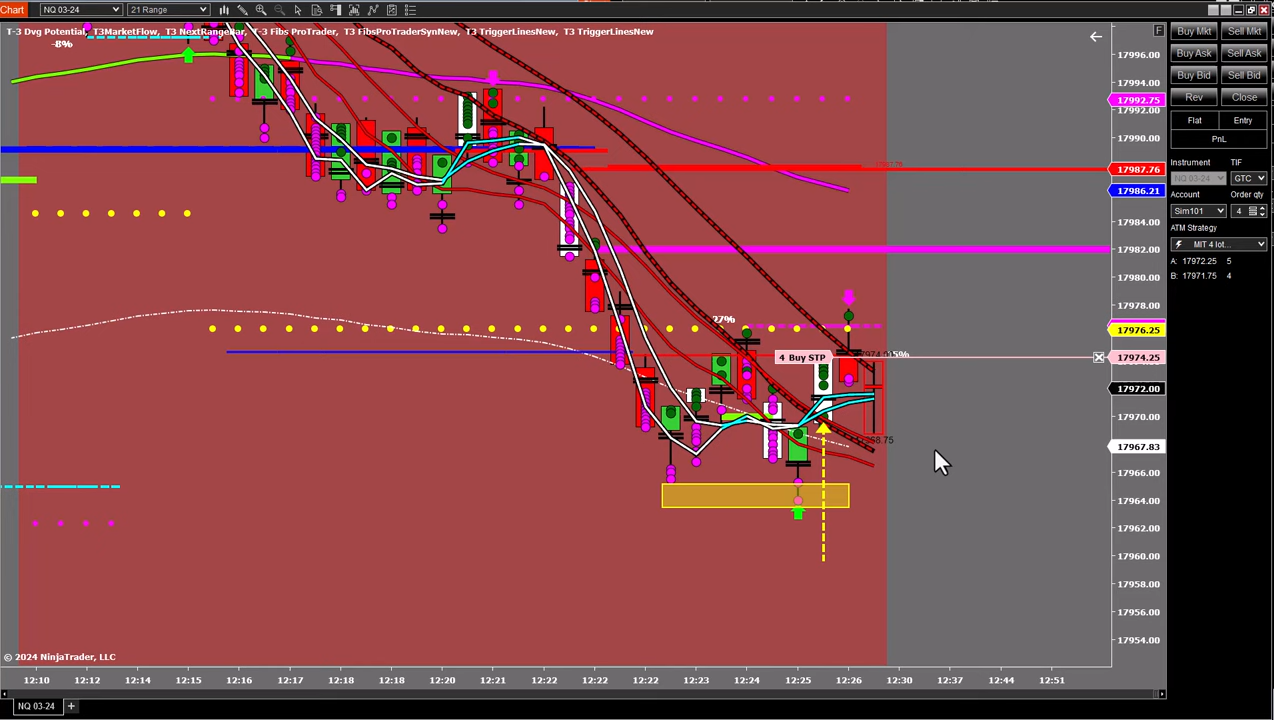 Chart
NQ 03-24
21 Range
T-3 Dvg Potential, T3MarketFlow, T3 NextRangeBar, T-3 Fibs ProTrader, T3 FibsProTraderSynNew, T3 TriggerLinesNew, T3 TriggerLinesNew
-8%
F
27%
4 Buy STP
15%
17996.00
17994.00
17992.75
17992.00
17990.00
17987.76
17986.21
17984.00
17982.00
17980.00
17978.00
17976.25
17974.25
17972.00
17970.00
17967.83
17966.00
17964.00
17962.00
17960.00
17958.00
17956.00
17954.00
Buy Mkt
Sell Mkt
Buy Ask
Sell Ask
Buy Bid
Sell Bid
Rev
Close
Flat
Entry
PnL
Instrument
TIF
NQ 03-24
GTC
Account
Order qty
Sim101
4
ATM Strategy
MIT 4 lot...
A: 17972.25 5
B: 17971.75 4
© 2024 NinjaTrader, LLC
12:10
12:14
12:15
12:16
12:17
12:18
12:19
12:20
12:21
12:22
12:22
12:22
12:23
12:24
12:25
12:26
12:30
12:37
12:44
12:51
NQ 03-24
+